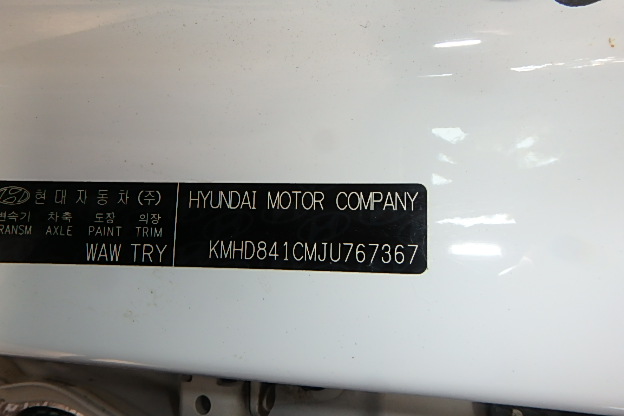 현대자동차(주)
변속기 차축 도장 의장
TRANSM AXLE PAINT TRIM
WAW TRY
HYUNDAI MOTOR COMPANY
KMHD841CMJU767367